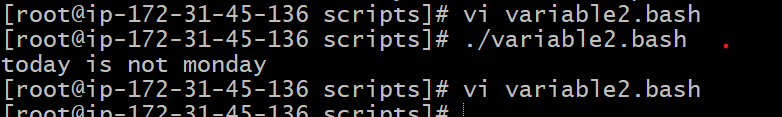 [root@ip-172-31-45-136 scripts]# vi variable2.bash
[root@ip-172-31-45-136 scripts]# ./variable2.bash
today is not monday
[root@ip-172-31-45-136 scripts]# vi variable2.bash
[root@ip-172-31-45-136 scripts]#